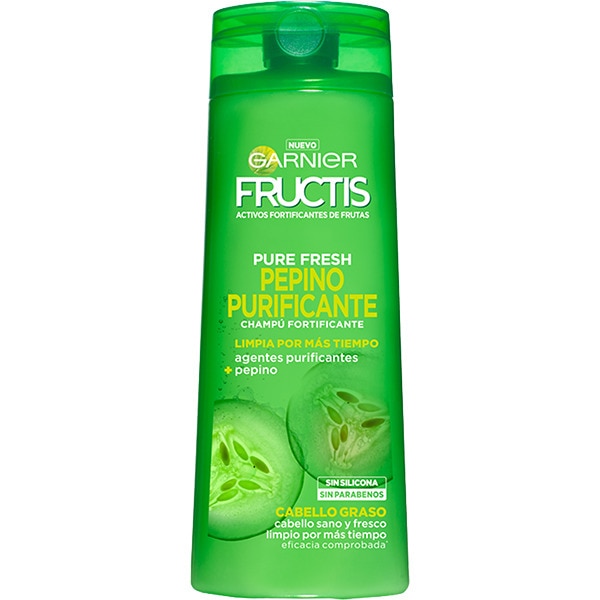 NUEVO
GARNIER
FRUCTIS
ACTIVOS FORTIFICANTES DE FRUTAS
PURE FRESH
PEPINO
PURIFICANTE
CHAMPÚ FORTIFICANTE
LIMPIA POR MÁS TIEMPO
agentes purificantes
+ pepino
SIN SILICONA
SIN PARABENOS
CABELLO GRASO
cabello sano y fresco
limpio por más tiempo
eficacia comprobada*